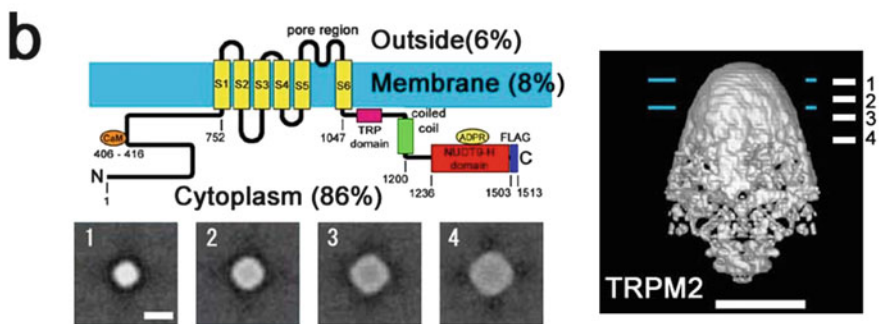 b
pore region
Outside(6%)
Membrane (8%)
S1 S2 S3 S4 S5 S6
CaM
406 - 416
752
1047
TRP
domain
coiled
coil
ADPR
FLAG
NUDT9-H
domain
C
N
1
Cytoplasm (86%)
1200
1236
1503
1513
1
2
3
4
1
2
3
4
TRPM2